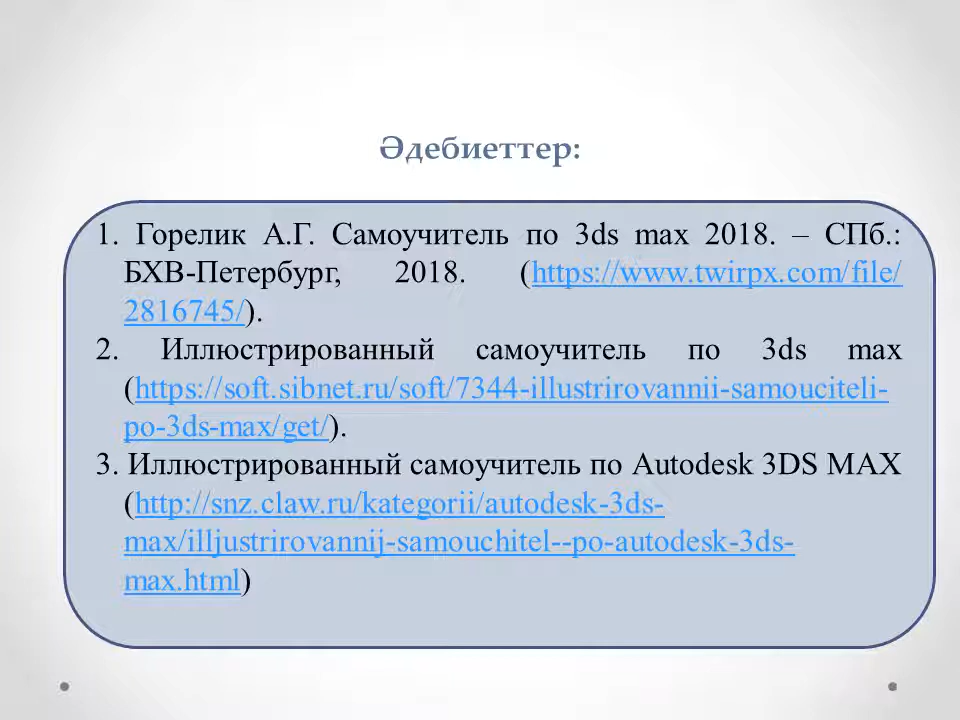 Әдебиеттер:
1. Горелик А.Г. Самоучитель по 3ds max 2018. – СПб.:
БХВ-Петербург, 2018. (https://www.twirpx.com/file/
2816745/).
2. Иллюстрированный самоучитель по 3ds max
(https://soft.sibnet.ru/soft/7344-illustrirovannii-samouciteli-
po-3ds-max/get/).
3. Иллюстрированный самоучитель по Autodesk 3DS MAX
(http://snz.claw.ru/kategorii/autodesk-3ds-
max/illjustrirovannij-samouchitel--po-autodesk-3ds-
max.html)